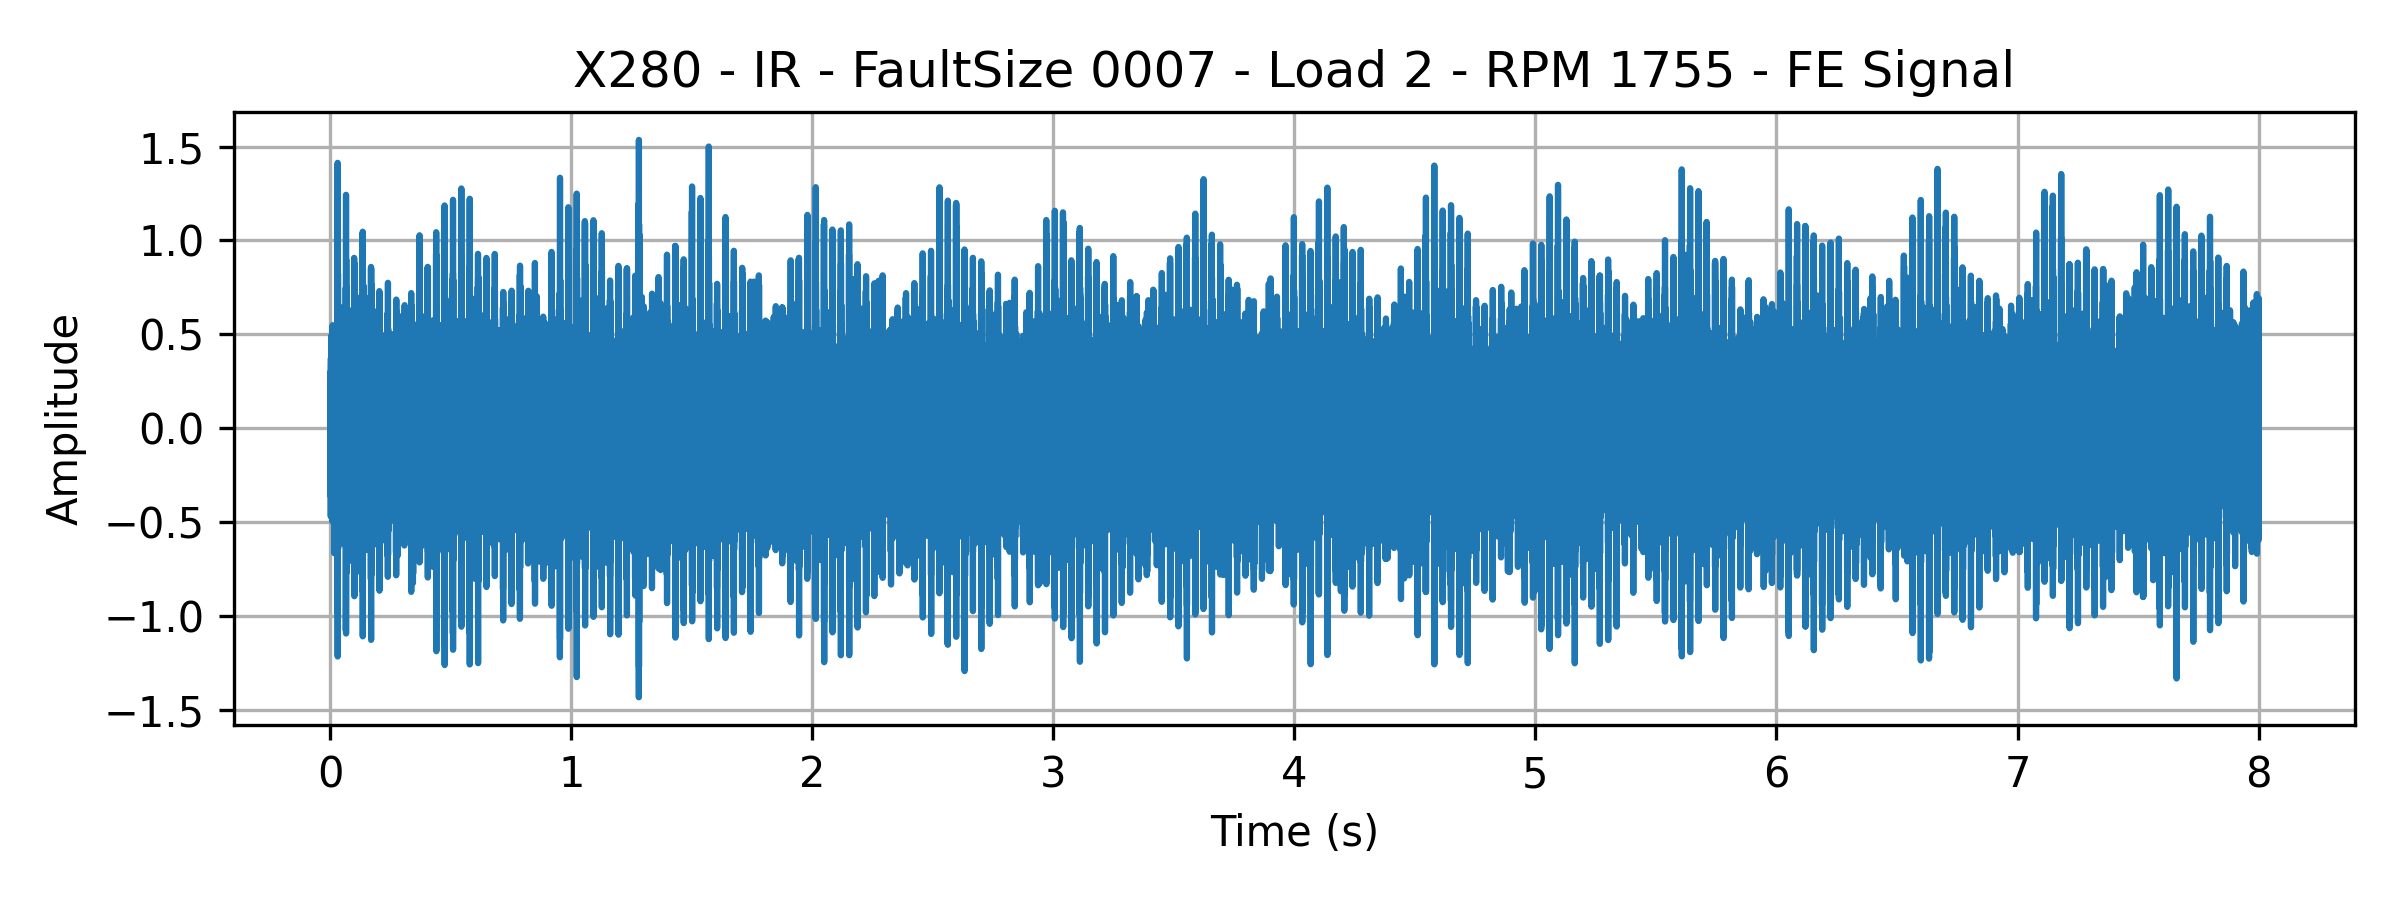 X280 - IR - FaultSize 0007 - Load 2 - RPM 1755 - FE Signal
1.5
1.0
0.5
0.0
−0.5
−1.0
−1.5
Amplitude
0 1 2 3 4 5 6 7 8
Time (s)